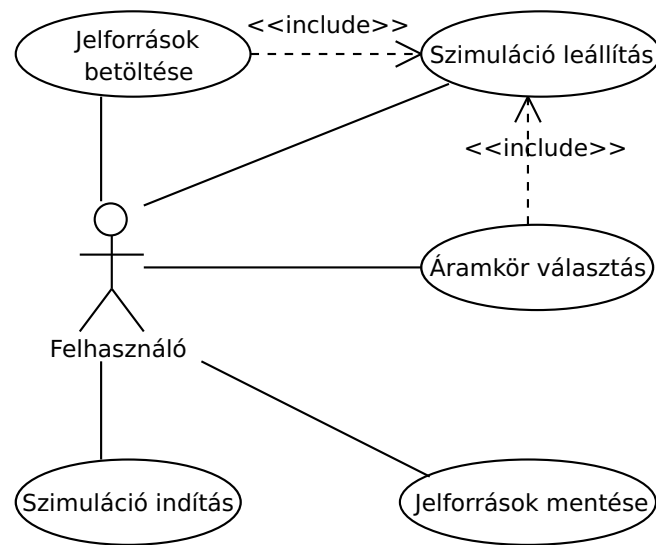 Jelforrások
betöltése
<<include>>
Szimuláció leállítás
<<include>>
Áramkör választás
Felhasználó
Szimuláció indítás
Jelforrások mentése